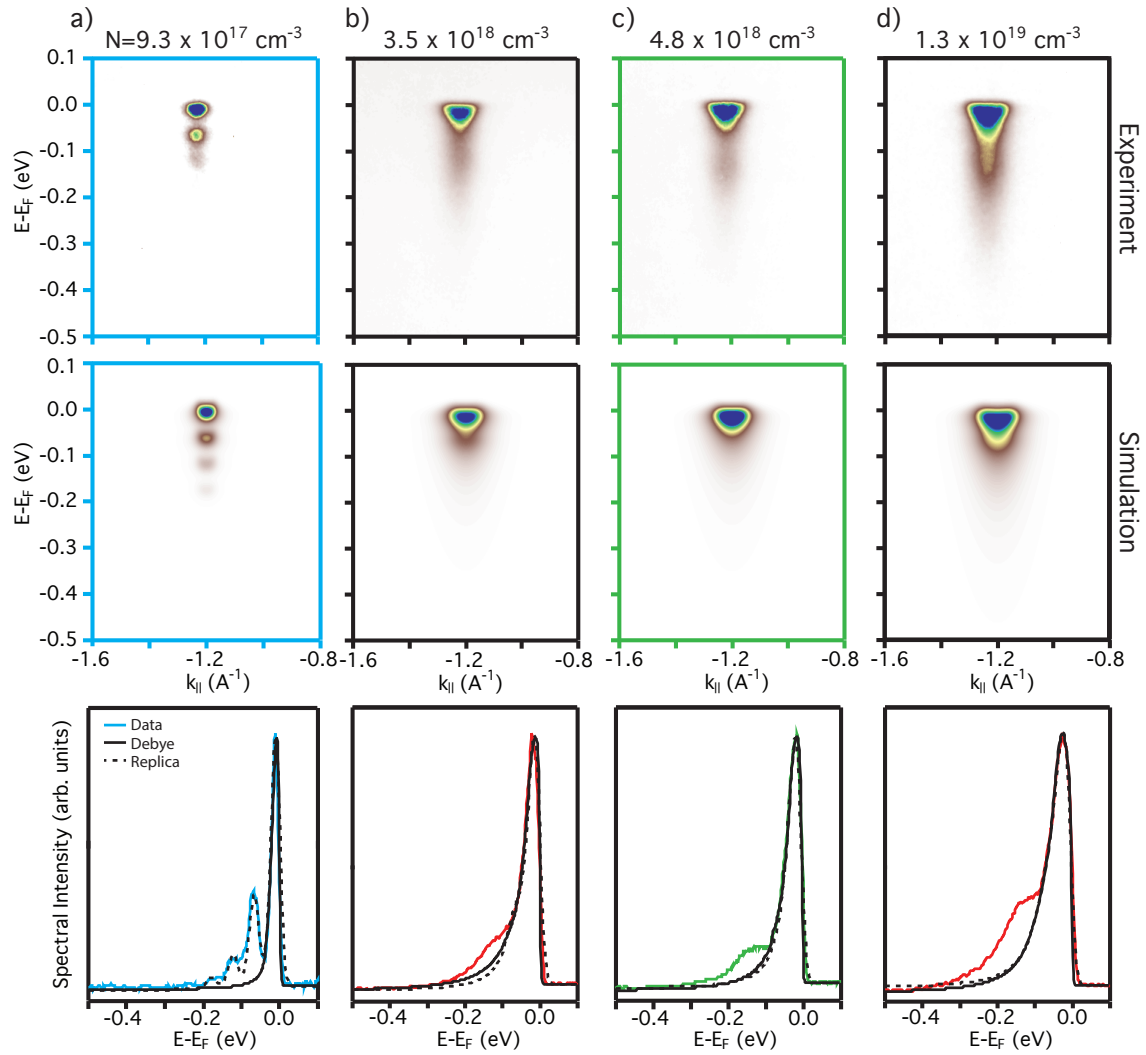 a) b) c) d)
N=9.3 x 10^17 cm^-3 3.5 x 10^18 cm^-3 4.8 x 10^18 cm^-3 1.3 x 10^19 cm^-3
0.1
0.0
-0.1
-0.2
-0.3
-0.4
-0.5
E-E_F (eV)
Experiment
0.1
0.0
-0.1
-0.2
-0.3
-0.4
-0.5
E-E_F (eV)
Simulation
-1.6 -1.2 -0.8 -1.6 -1.2 -0.8 -1.6 -1.2 -0.8 -1.6 -1.2 -0.8
k_|| (A^-1) k_|| (A^-1) k_|| (A^-1) k_|| (A^-1)
Spectral Intensity (arb. units)
Data
Debye
Replica
-0.4 -0.2 0.0 -0.4 -0.2 0.0 -0.4 -0.2 0.0 -0.4 -0.2 0.0
E-E_F (eV) E-E_F (eV) E-E_F (eV) E-E_F (eV)